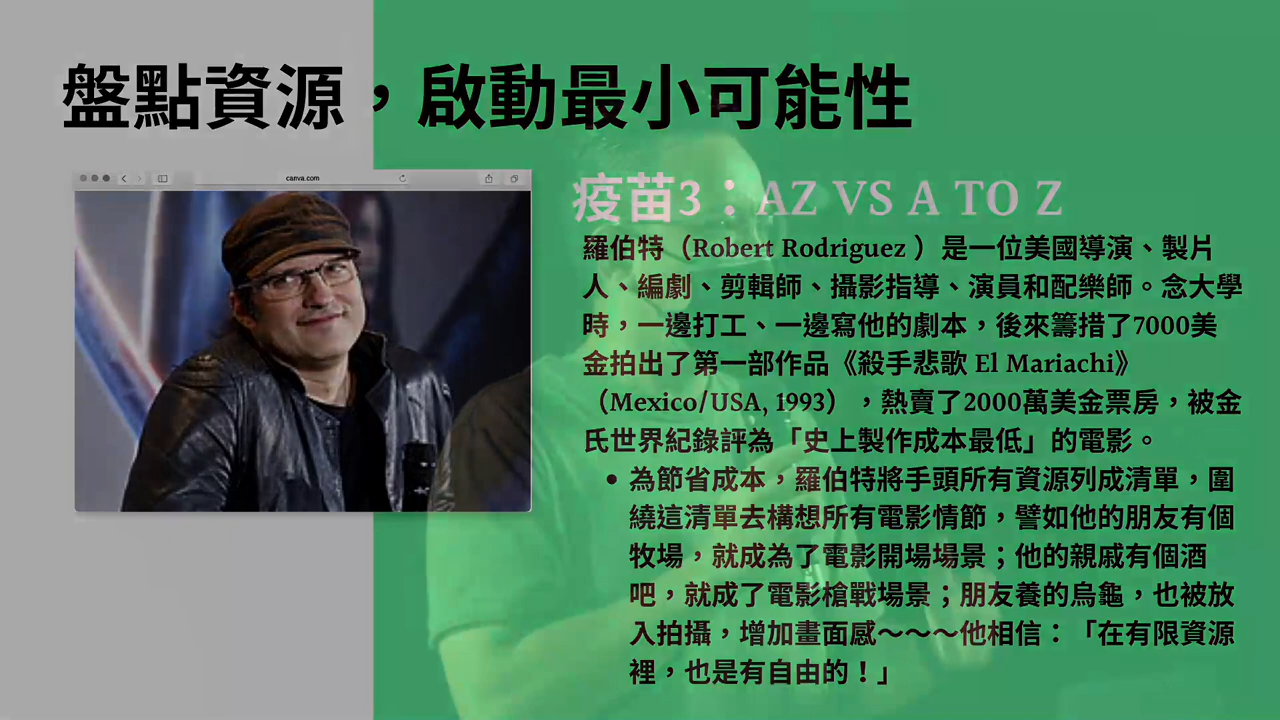 盤點資源，啟動最小可能性
canva.com
疫苗3：AZ VS A TO Z
羅伯特（Robert Rodriguez ）是一位美國導演、製片
人、編劇、剪輯師、攝影指導、演員和配樂師。念大學
時，一邊打工、一邊寫他的劇本，後來籌措了7000美
金拍出了第一部作品《殺手悲歌 El Mariachi》
（Mexico/USA, 1993），熱賣了2000萬美金票房，被金
氏世界紀錄評為「史上製作成本最低」的電影。
• 為節省成本，羅伯特將手頭所有資源列成清單，圍
繞這清單去構想所有電影情節，譬如他的朋友有個
牧場，就成為了電影開場場景；他的親戚有個酒
吧，就成了電影槍戰場景；朋友養的烏龜，也被放
入拍攝，增加畫面感～～～他相信：「在有限資源
裡，也是有自由的！」